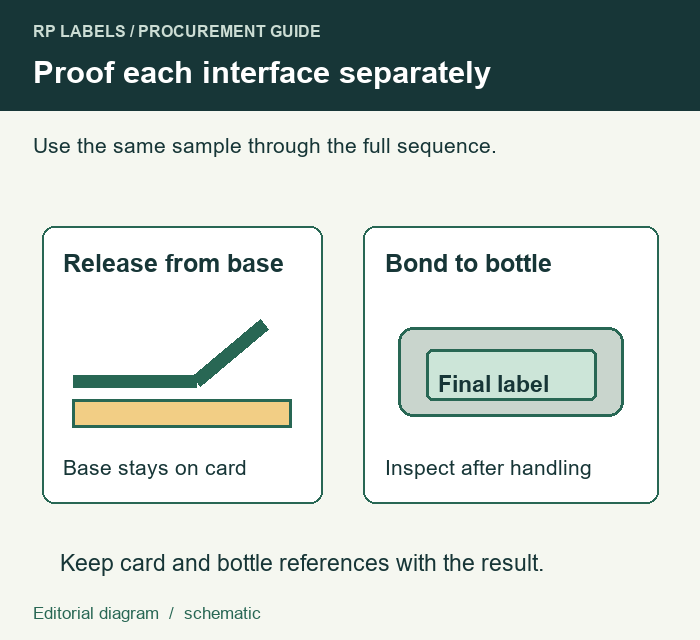 RP LABELS / PROCUREMENT GUIDE
Proof each interface separately
Use the same sample through the full sequence.
Release from base
Base stays on card
Bond to bottle
Final label
Inspect after handling
Keep card and bottle references with the result.
Editorial diagram / schematic